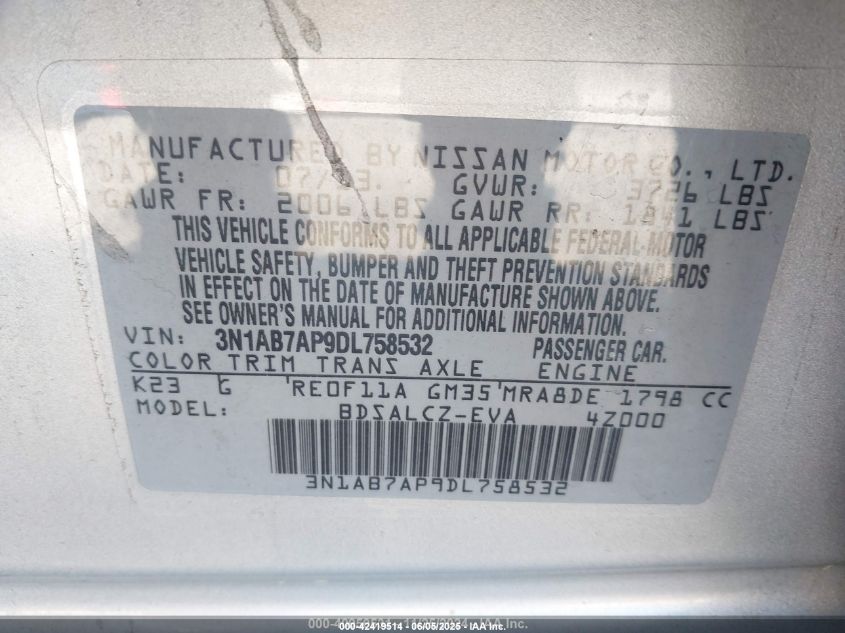 MANUFACTURED BY NISSAN MOTOR CO., LTD.
DATE: 07/13. GVWR: 3726 LBS
GAWR FR: 2006 LBS GAWR RR: 1841 LBS
THIS VEHICLE CONFORMS TO ALL APPLICABLE FEDERAL MOTOR
VEHICLE SAFETY, BUMPER AND THEFT PREVENTION STANDARDS
IN EFFECT ON THE DATE OF MANUFACTURE SHOWN ABOVE.
SEE OWNER'S MANUAL FOR ADDITIONAL INFORMATION.
VIN: 3N1AB7AP9DL758532 PASSENGER CAR.
COLOR TRIM TRANS AXLE ENGINE
K23 G RE0F11A GM35 MRA8DE 1798 CC
MODEL: BDSALCZ-EVA 4Z000
3N1AB7AP9DL758532
42419514 - 06/05/2025 - IAA Inc.